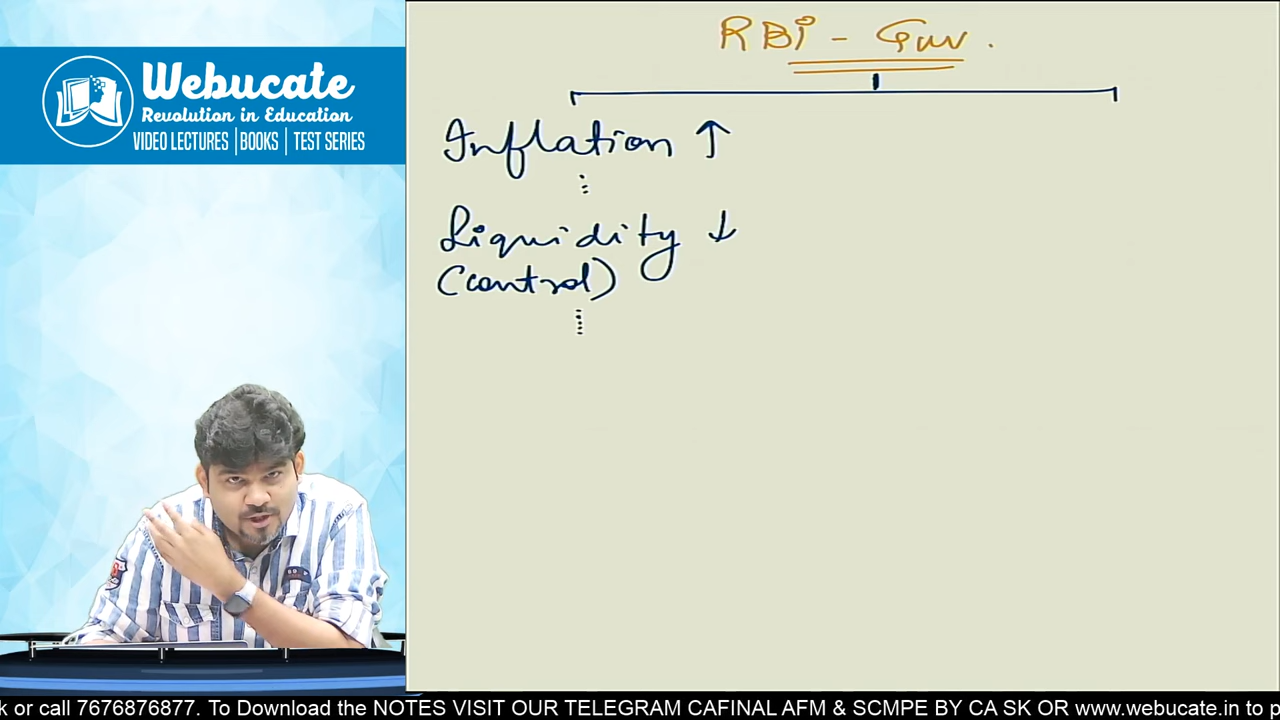 Webucate
Revolution in Education
VIDEO LECTURES | BOOKS | TEST SERIES
RBI - Gov.
Inflation ↑
Liquidity ↓
(control)
k or call 7676876877. To Download the NOTES VISIT OUR TELEGRAM CAFINAL AFM & SCMPE BY CA SK OR www.webucate.in to p